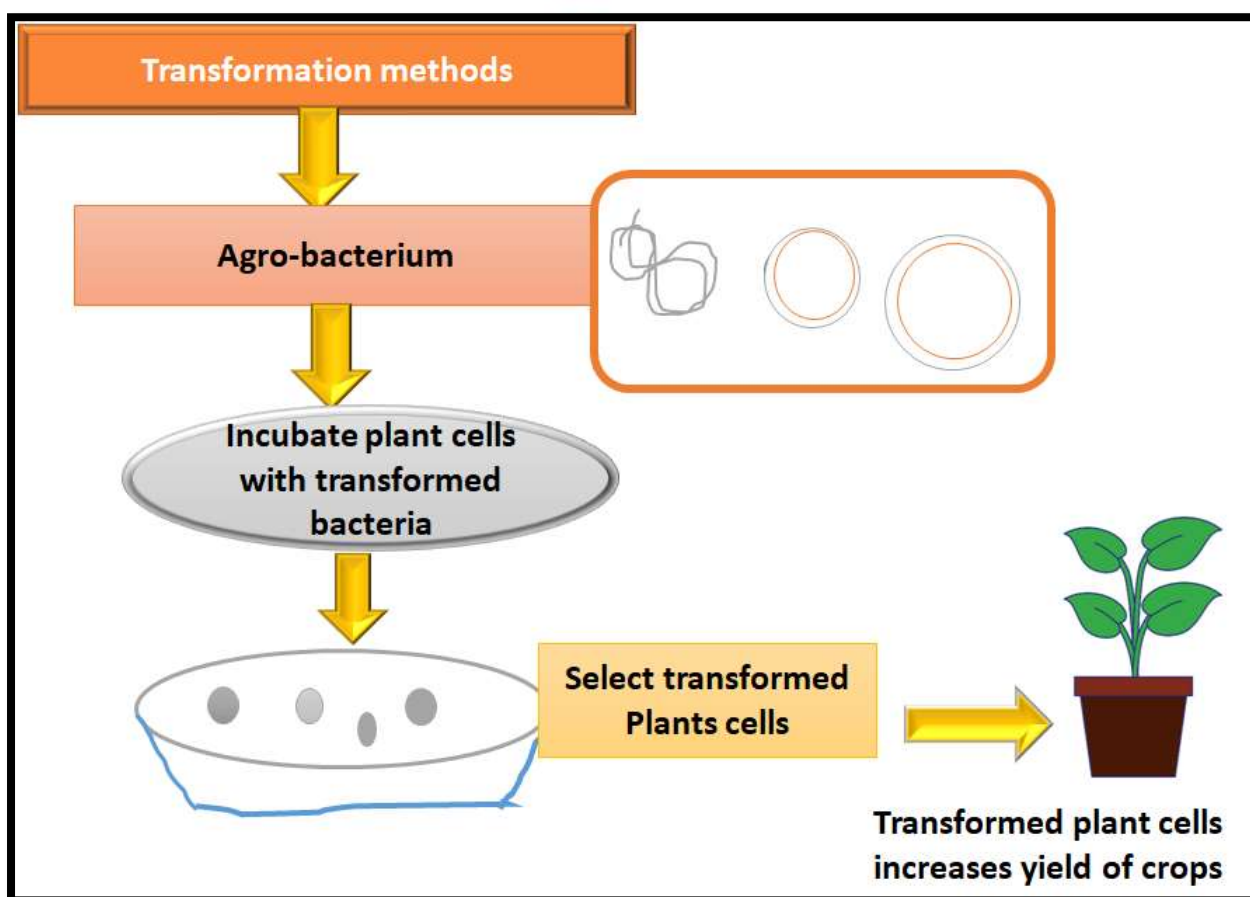 Transformation methods
Agro-bacterium
Incubate plant cells
with transformed
bacteria
Select transformed
Plants cells
Transformed plant cells
increases yield of crops